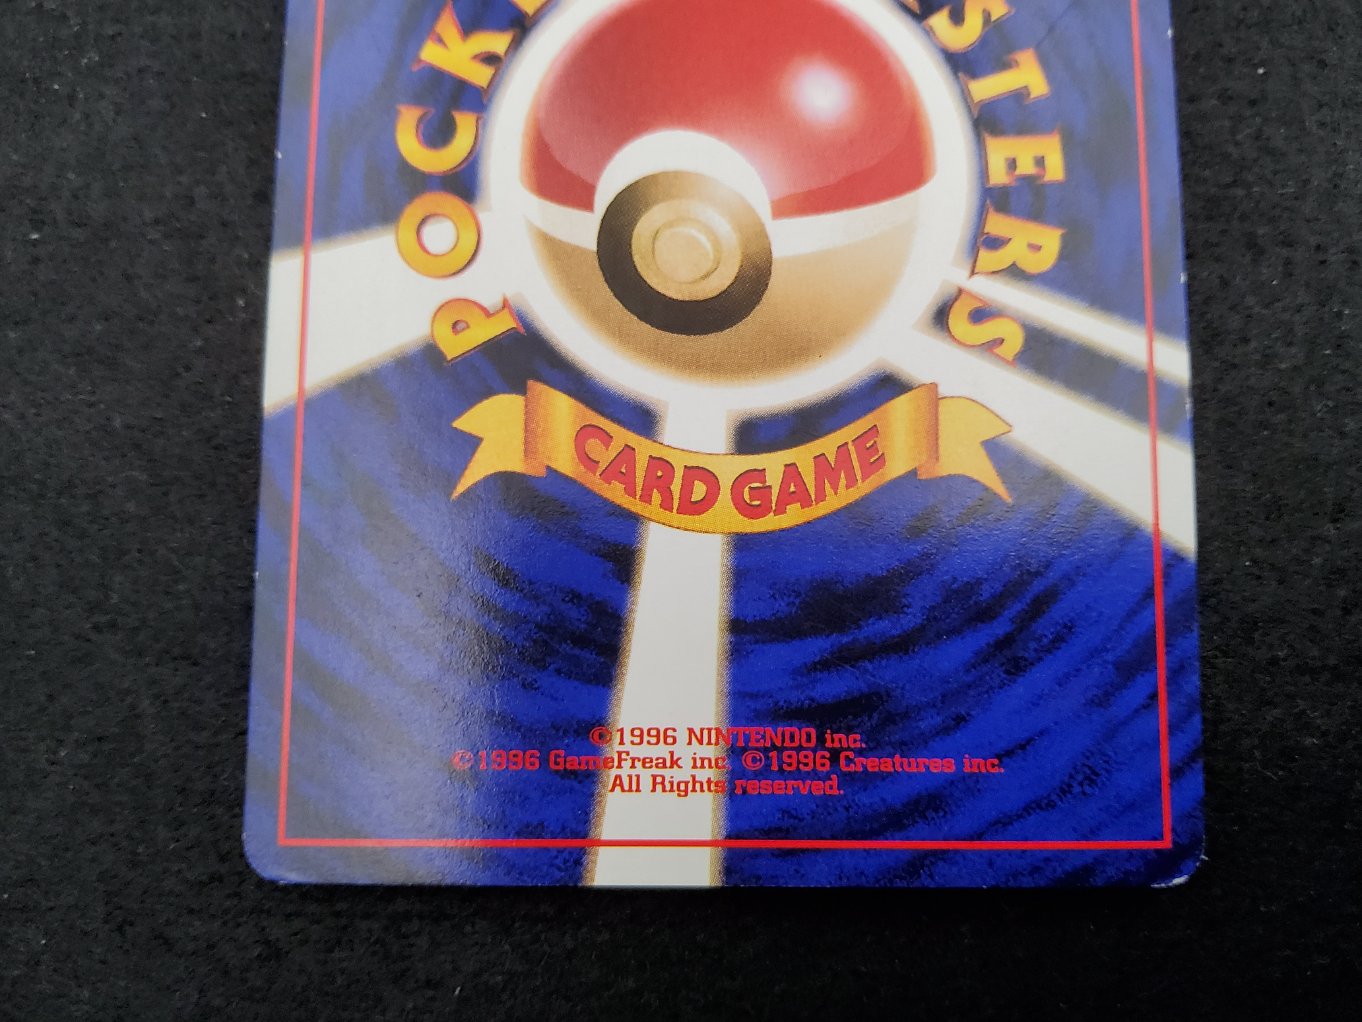 POCK
STERS
CARD GAME
©1996 NINTENDO inc.
©1996 GameFreak inc. ©1996 Creatures inc.
All Rights reserved.